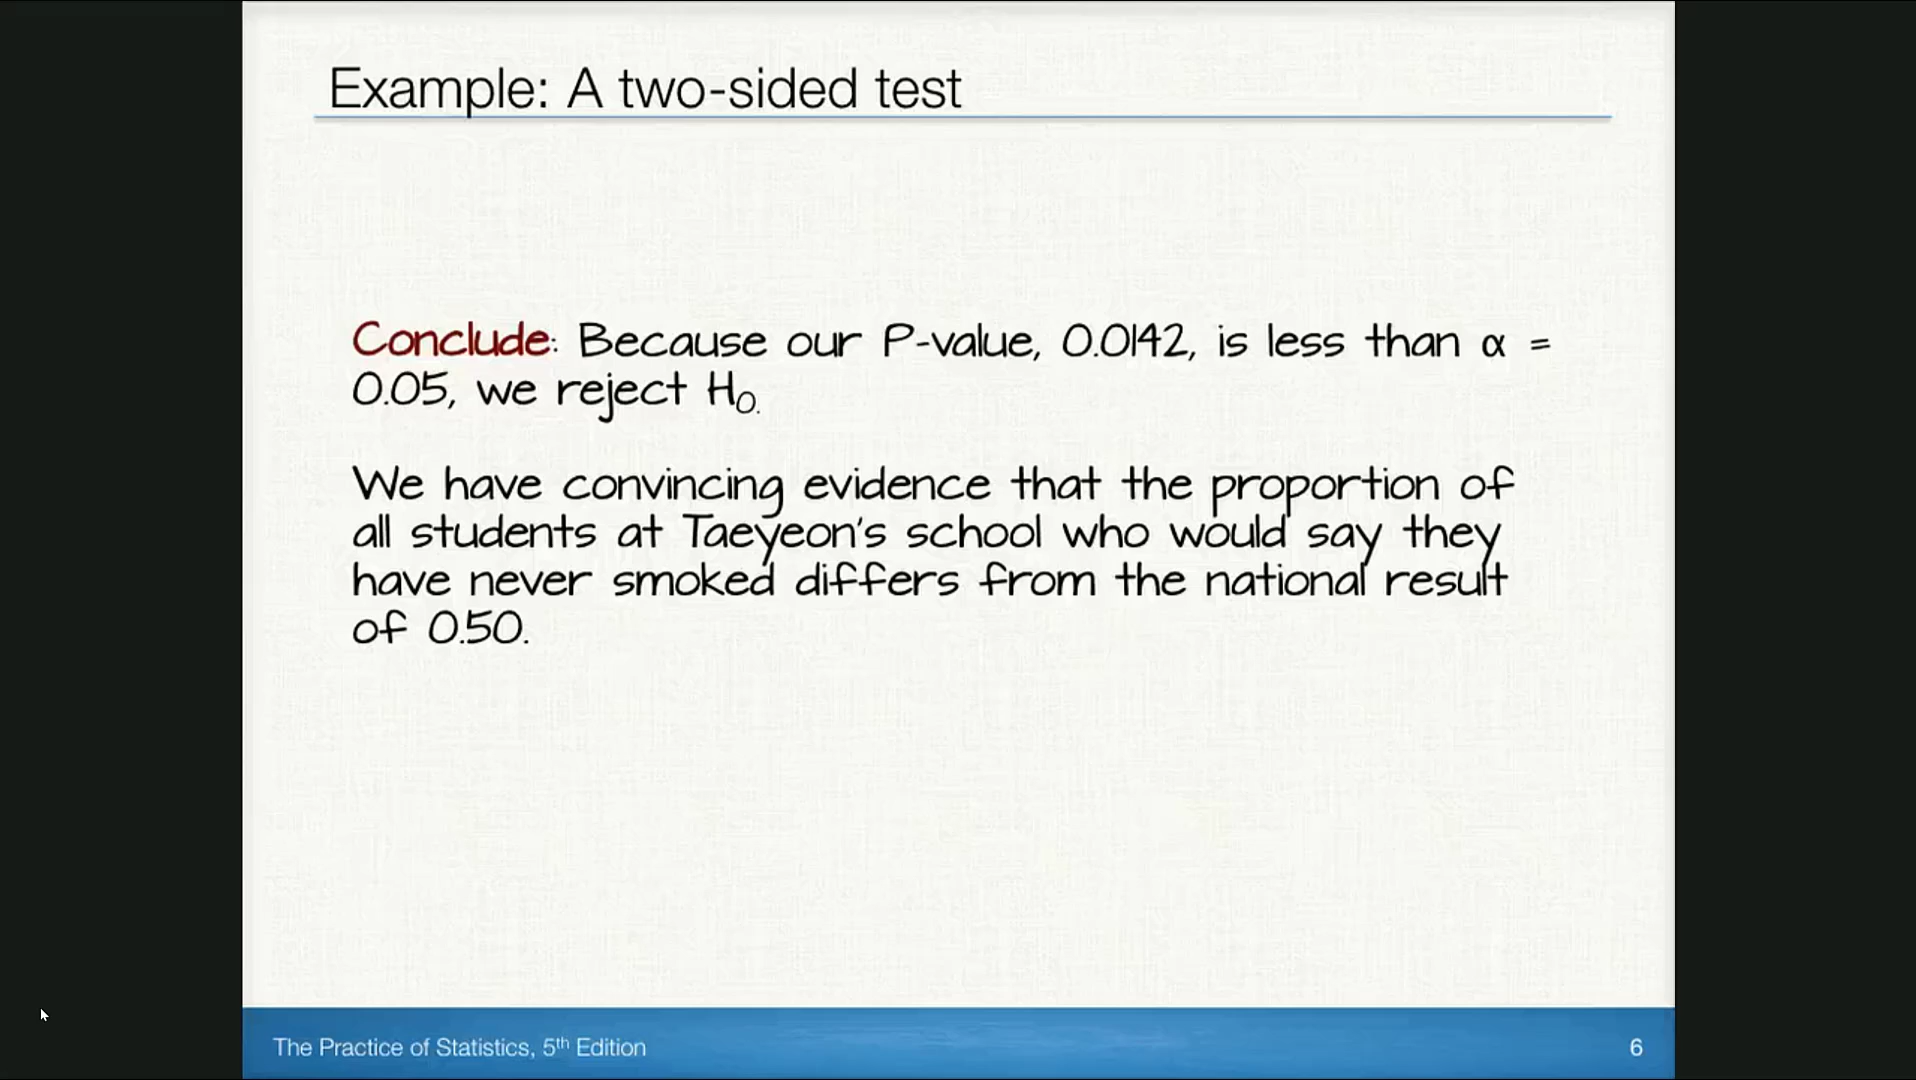 Example: A two-sided test
Conclude: Because our P-value, 0.0142, is less than α =
0.05, we reject H0.
We have convincing evidence that the proportion of
all students at Taeyeon's school who would say they
have never smoked differs from the national result
of 0.50.
The Practice of Statistics, 5th Edition
6